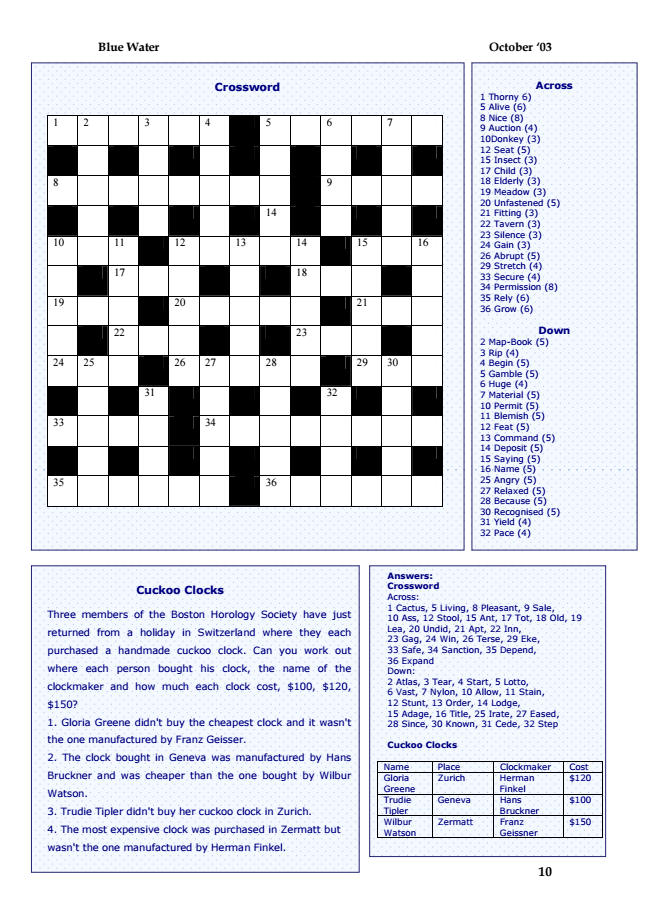 Blue Water
October ‘03
Crossword
1 2 3 4 5 6 7
8 9
14
10 11 12 13 14 15 16
17 18
19 20 21
22 23
24 25 26 27 28 29 30
31 32
33 34
35 36
Across
1 Thorny 6)
5 Alive (6)
8 Nice (8)
9 Auction (4)
10Donkey (3)
12 Seat (5)
15 Insect (3)
17 Child (3)
18 Elderly (3)
19 Meadow (3)
20 Unfastened (5)
21 Fitting (3)
22 Tavern (3)
23 Silence (3)
24 Gain (3)
26 Abrupt (5)
29 Stretch (4)
33 Secure (4)
34 Permission (8)
35 Rely (6)
36 Grow (6)
Down
2 Map-Book (5)
3 Rip (4)
4 Begin (5)
5 Gamble (5)
6 Huge (4)
7 Material (5)
10 Permit (5)
11 Blemish (5)
12 Feat (5)
13 Command (5)
14 Deposit (5)
15 Saying (5)
16 Name (5)
25 Angry (5)
27 Relaxed (5)
28 Because (5)
30 Recognised (5)
31 Yield (4)
32 Pace (4)
Cuckoo Clocks
Three members of the Boston Horology Society have just
returned from a holiday in Switzerland where they each
purchased a handmade cuckoo clock. Can you work out
where each person bought his clock, the name of the
clockmaker and how much each clock cost, $100, $120,
$150?
1. Gloria Greene didn't buy the cheapest clock and it wasn't
the one manufactured by Franz Geisser.
2. The clock bought in Geneva was manufactured by Hans
Bruckner and was cheaper than the one bought by Wilbur
Watson.
3. Trudie Tipler didn't buy her cuckoo clock in Zurich.
4. The most expensive clock was purchased in Zermatt but
wasn't the one manufactured by Herman Finkel.
Answers:
Crossword
Across:
1 Cactus, 5 Living, 8 Pleasant, 9 Sale,
10 Ass, 12 Stool, 15 Ant, 17 Tot, 18 Old, 19
Lea, 20 Undid, 21 Apt, 22 Inn,
23 Gag, 24 Win, 26 Terse, 29 Eke,
33 Safe, 34 Sanction, 35 Depend,
36 Expand
Down:
2 Atlas, 3 Tear, 4 Start, 5 Lotto,
6 Vast, 7 Nylon, 10 Allow, 11 Stain,
12 Stunt, 13 Order, 14 Lodge,
15 Adage, 16 Title, 25 Irate, 27 Eased,
28 Since, 30 Known, 31 Cede, 32 Step
Cuckoo Clocks
Name Place Clockmaker Cost
Gloria Zurich Herman $120
Greene Finkel
Trudie Geneva Hans $100
Tipler Bruckner
Wilbur Zermatt Franz $150
Watson Geissner
10